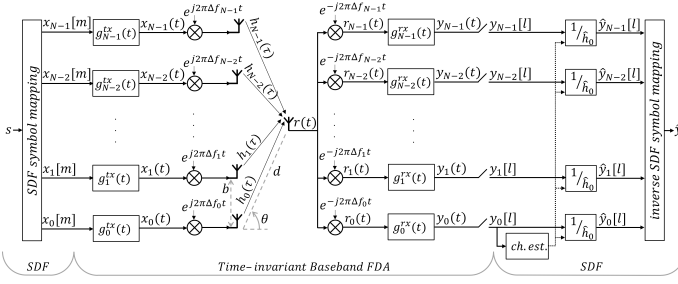 SDF symbol mapping
s
x_{N−1}[m] g^{tx}_{N−1}(t) x_{N−1}(t) e^{j2πΔf_{N−1}t} h_{N−1}(τ) e^{−j2πΔf_{N−1}t} r_{N−1}(t) g^{rx}_{N−1}(t) y_{N−1}(t) y_{N−1}[l] 1/ĥ_0 ŷ_{N−1}[l]
x_{N−2}[m] g^{tx}_{N−2}(t) x_{N−2}(t) e^{j2πΔf_{N−2}t} h_{N−2}(τ) e^{−j2πΔf_{N−2}t} r_{N−2}(t) g^{rx}_{N−2}(t) y_{N−2}(t) y_{N−2}[l] 1/ĥ_0 ŷ_{N−2}[l]
r(t)
x_1[m] g^{tx}_1(t) x_1(t) e^{j2πΔf_1t} h_1(τ) e^{−j2πΔf_1t} r_1(t) g^{rx}_1(t) y_1(t) y_1[l] 1/ĥ_0 ŷ_1[l]
b d θ
x_0[m] g^{tx}_0(t) x_0(t) e^{j2πΔf_0t} h_0(τ) e^{−j2πΔf_0t} r_0(t) g^{rx}_0(t) y_0(t) y_0[l] 1/ĥ_0 ŷ_0[l]
ch. est.
inverse SDF symbol mapping
SDF
Time−invariant Baseband FDA
SDF